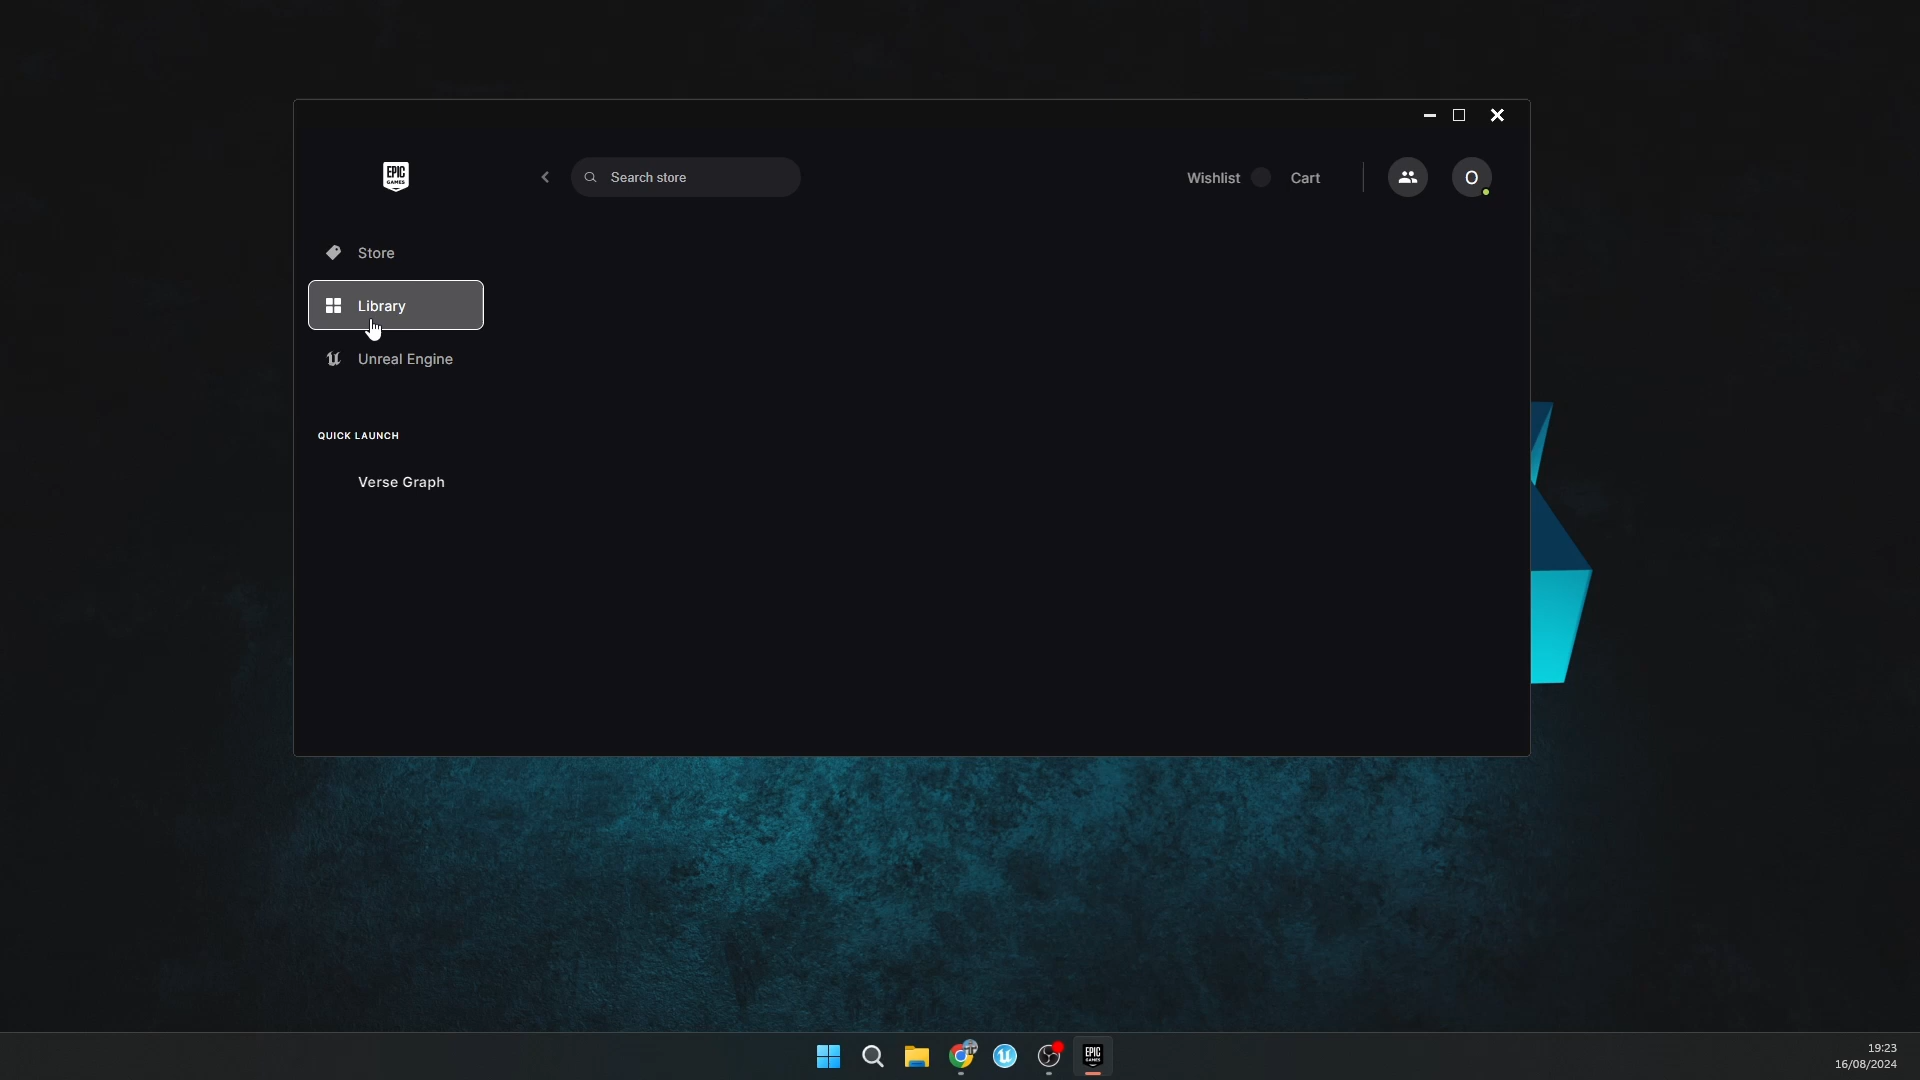 EPIC GAMES
Search store
Wishlist
Cart
O
Store
Library
Unreal Engine
QUICK LAUNCH
Verse Graph
EPIC GAMES
19:23
16/08/2024